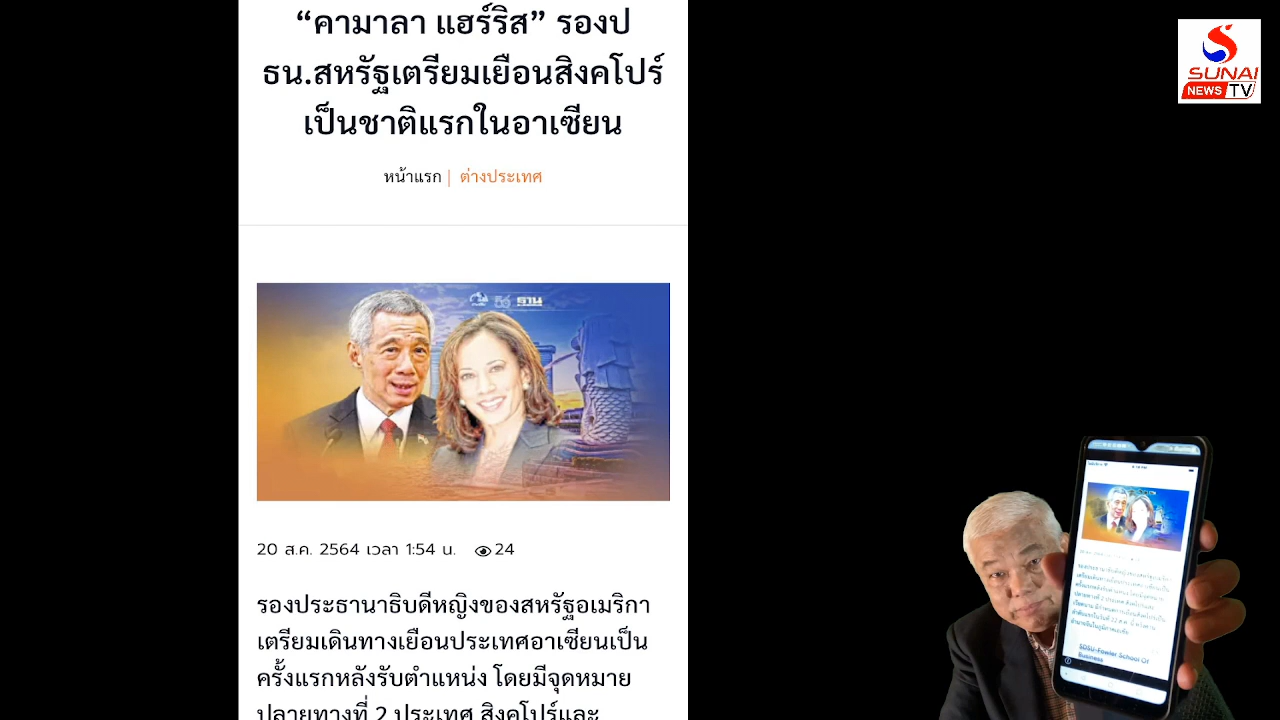 “คามาลา แฮร์ริส” รองป
ธน.สหรัฐเตรียมเยือนสิงคโปร์
เป็นชาติแรกในอาเซียน
หน้าแรก | ต่างประเทศ
ฐาน
20 ส.ค. 2564 เวลา 1:54 น. 24
รองประธานาธิบดีหญิงของสหรัฐอเมริกา
เตรียมเดินทางเยือนประเทศอาเซียนเป็น
ครั้งแรกหลังรับตำแหน่ง โดยมีจุดหมาย
ปลายทางที่ 2 ประเทศ สิงคโปร์และ
SUNAI
NEWS TV
SDSU-Fowler School Of
Business